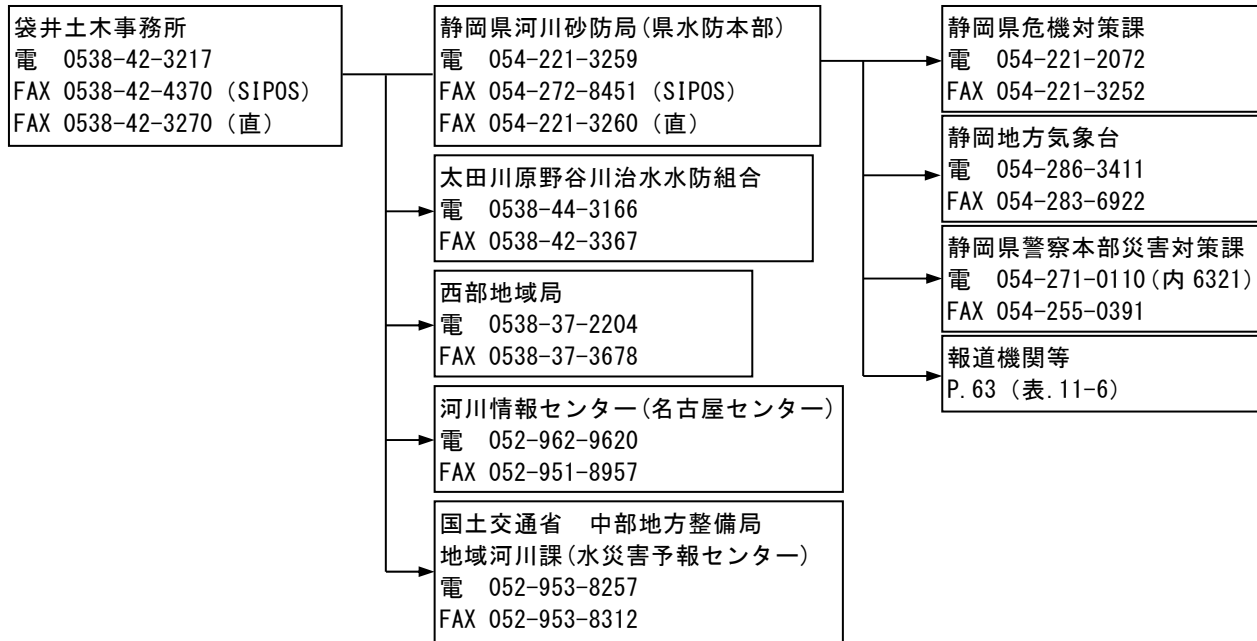 袋井土木事務所
電　0538-42-3217
FAX 0538-42-4370（SIPOS）
FAX 0538-42-3270（直）
静岡県河川砂防局(県水防本部)
電　054-221-3259
FAX 054-272-8451（SIPOS）
FAX 054-221-3260（直）
太田川原野谷川治水水防組合
電　0538-44-3166
FAX 0538-42-3367
西部地域局
電　0538-37-2204
FAX 0538-37-3678
河川情報センター(名古屋センター)
電　052-962-9620
FAX 052-951-8957
国土交通省　中部地方整備局
地域河川課(水災害予報センター)
電　052-953-8257
FAX 052-953-8312
静岡県危機対策課
電　054-221-2072
FAX 054-221-3252
静岡地方気象台
電　054-286-3411
FAX 054-283-6922
静岡県警察本部災害対策課
電　054-271-0110(内 6321)
FAX 054-255-0391
報道機関等
P.63（表.11-6）